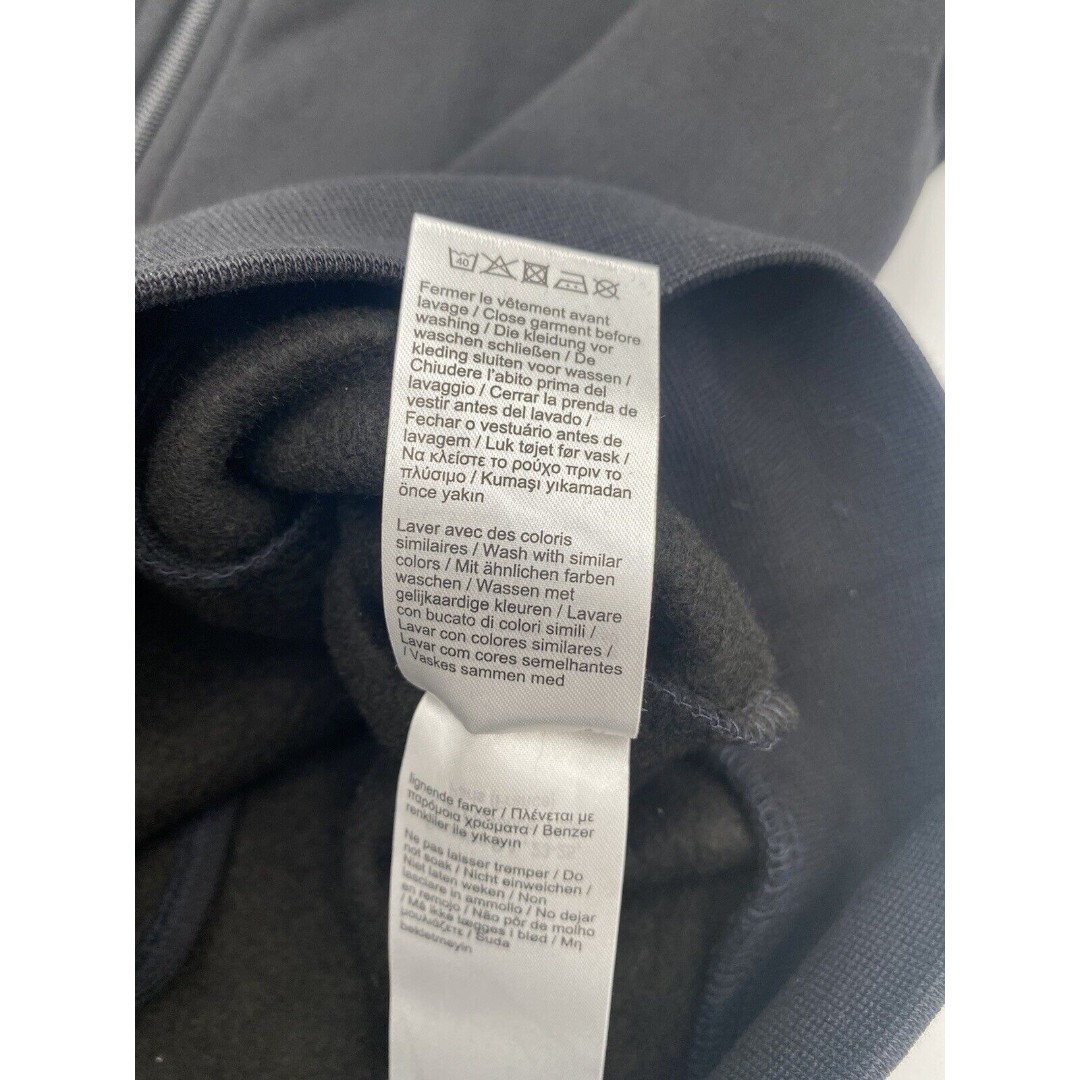 40
Fermer le vêtement avant
lavage / Close garment before
washing / Die kleidung vor
waschen schließen / De
kleding sluiten voor wassen /
Chiudere l'abito prima del
lavaggio / Cerrar la prenda de
vestir antes del lavado /
Fechar o vestuário antes de
lavagem / Luk tøjet før vask /
Να κλείστε το ρούχο πριν το
πλύσιμο / Kumaşı yıkamadan
önce yakin
Laver avec des coloris
similaires / Wash with similar
colors / Mit ähnlichen farben
waschen / Wassen met
gelijkaardige kleuren / Lavare
con bucato di colori simili /
Lavar con colores similares /
Lavar com cores semelhantes
/ Vaskes sammen med
lignende farver / Πλένεται με
παρόμοια χρώματα / Benzer
renkliler ile yıkayin
Ne pas laisser tremper / Do
not soak / Nicht einweichen /
Niet laten weken / Non
lasciare in ammollo / No dejar
en remojo / Não pôr de molho
/ Må ikke lægges i blød / Μη
μουλιάζετε / Suda
bekletmeyin